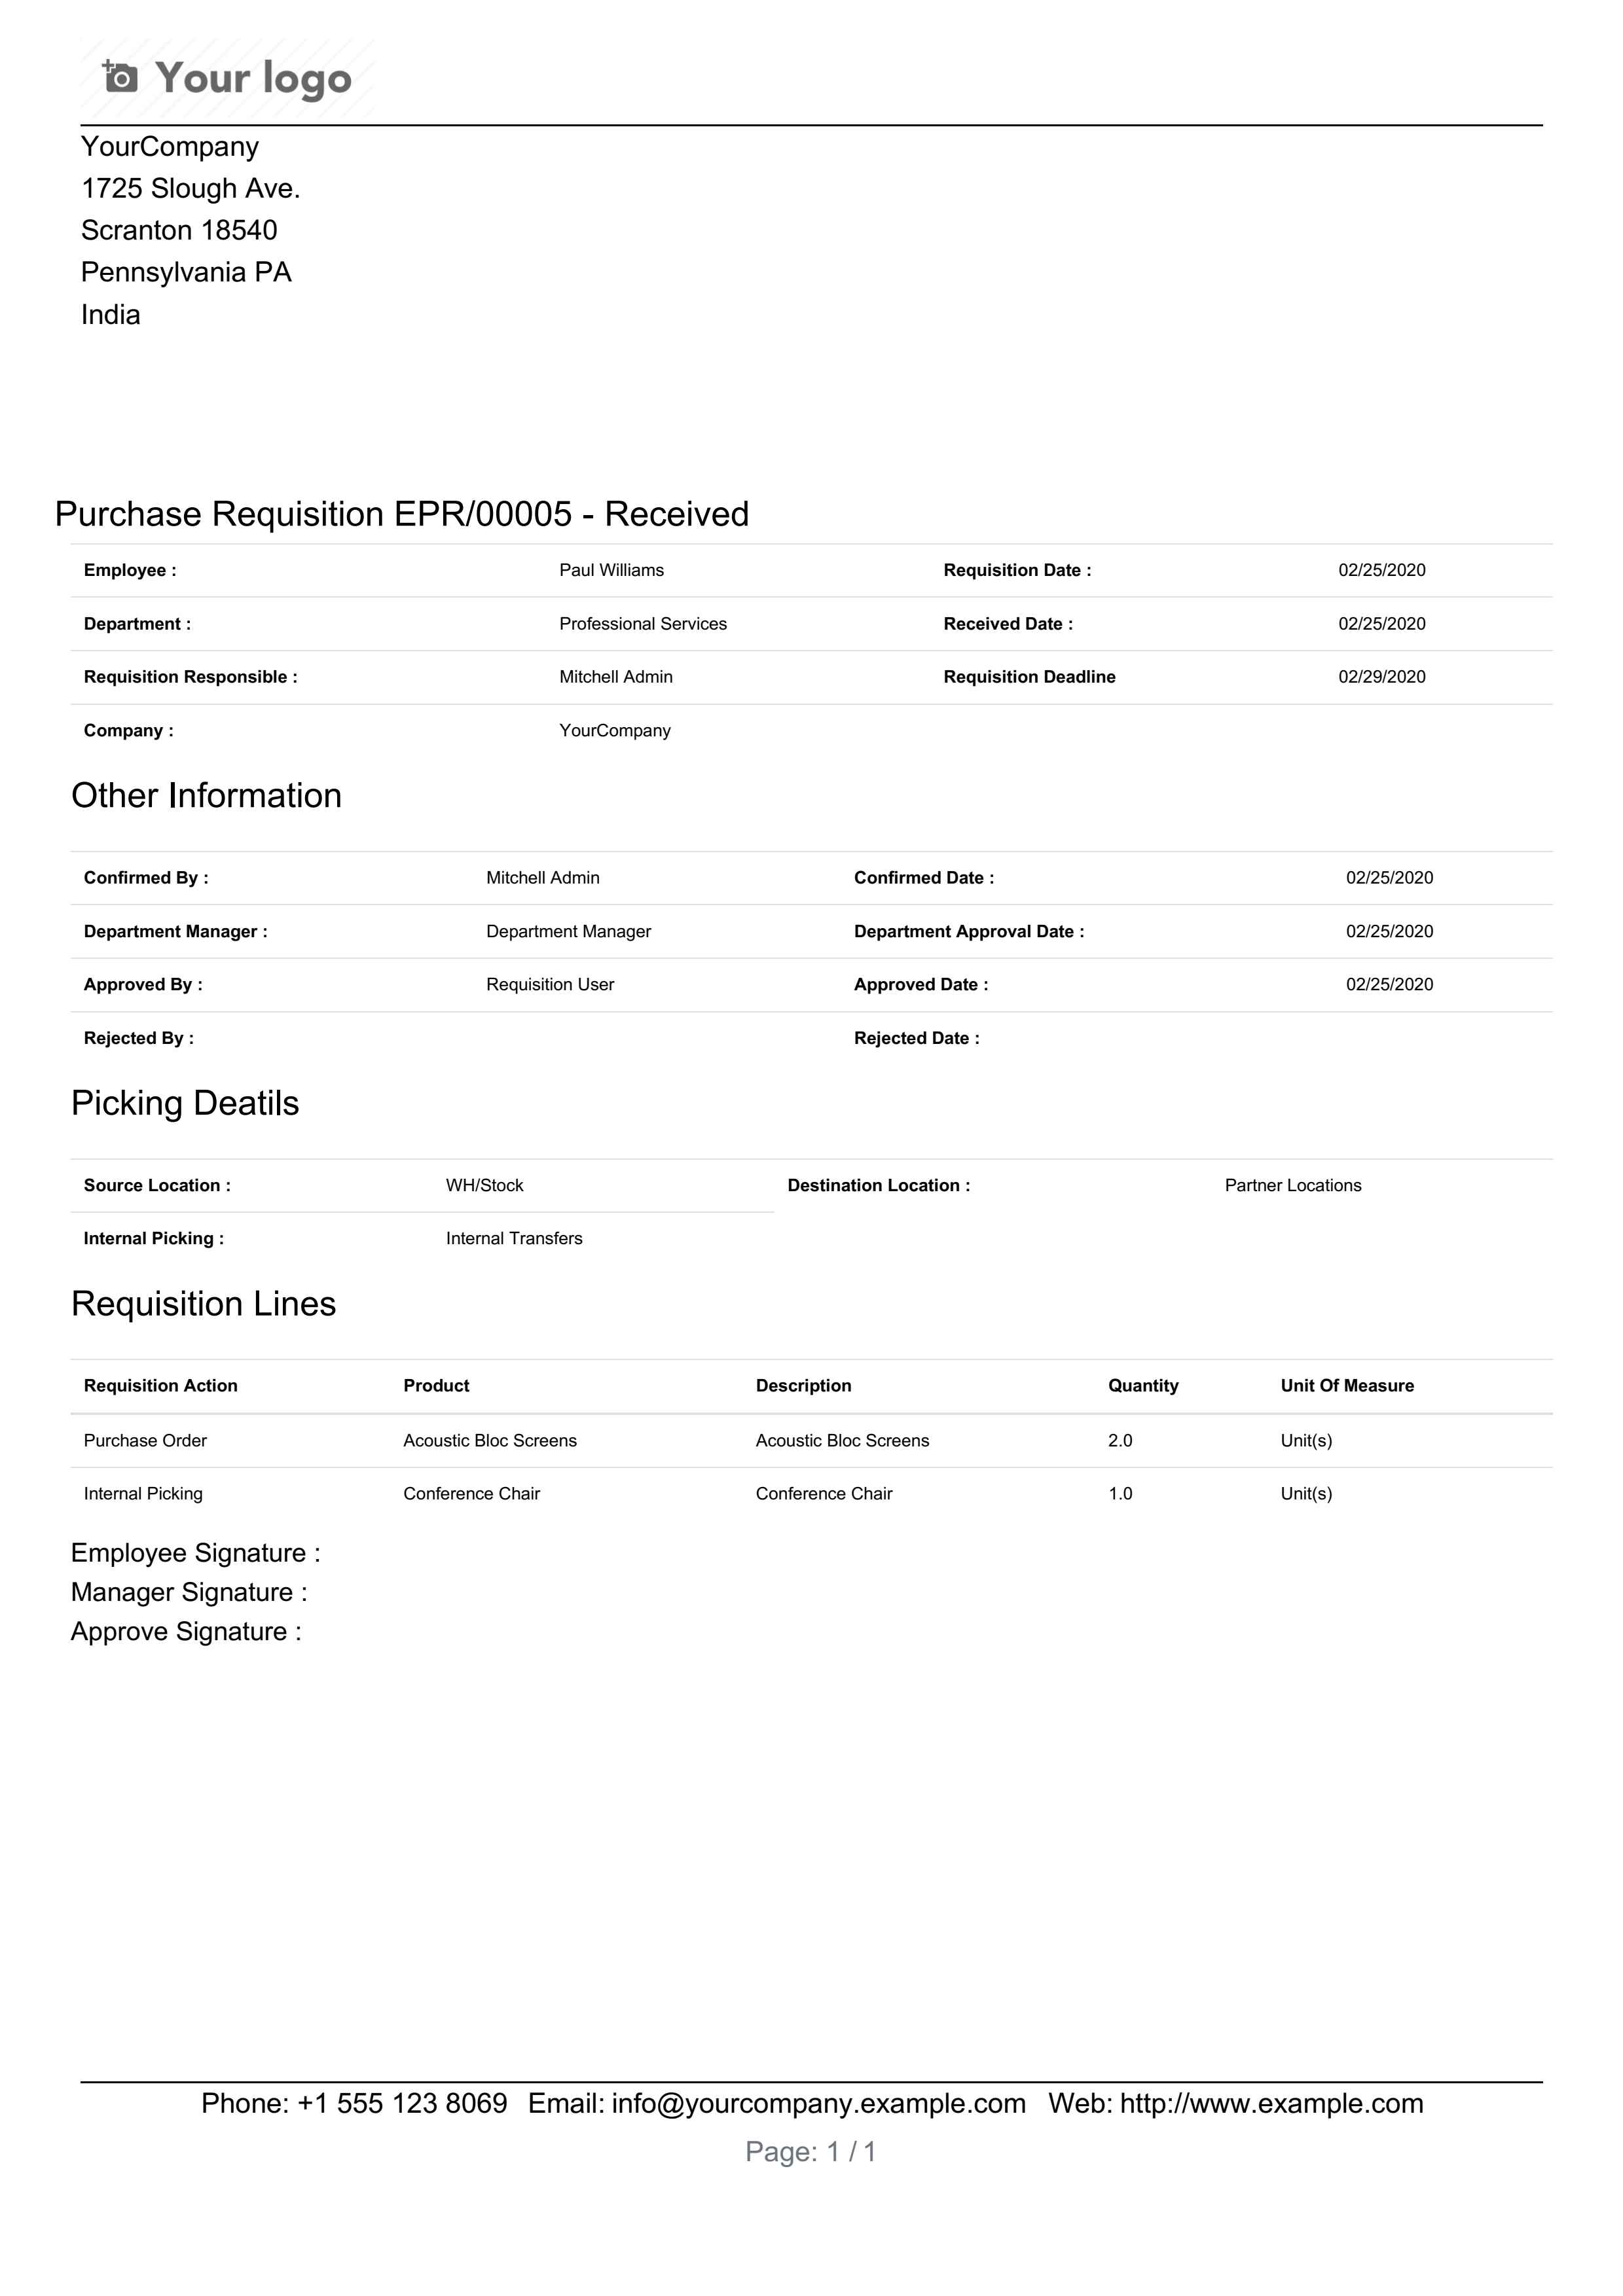 Your logo
YourCompany
1725 Slough Ave.
Scranton 18540
Pennsylvania PA
India
Purchase Requisition EPR/00005 - Received
Employee : Paul Williams Requisition Date : 02/25/2020
Department : Professional Services Received Date : 02/25/2020
Requisition Responsible : Mitchell Admin Requisition Deadline 02/29/2020
Company : YourCompany
Other Information
Confirmed By : Mitchell Admin Confirmed Date : 02/25/2020
Department Manager : Department Manager Department Approval Date : 02/25/2020
Approved By : Requisition User Approved Date : 02/25/2020
Rejected By : Rejected Date :
Picking Deatils
Source Location : WH/Stock Destination Location : Partner Locations
Internal Picking : Internal Transfers
Requisition Lines
Requisition Action Product Description Quantity Unit Of Measure
Purchase Order Acoustic Bloc Screens Acoustic Bloc Screens 2.0 Unit(s)
Internal Picking Conference Chair Conference Chair 1.0 Unit(s)
Employee Signature :
Manager Signature :
Approve Signature :
Phone: +1 555 123 8069 Email: info@yourcompany.example.com Web: http://www.example.com
Page: 1 / 1